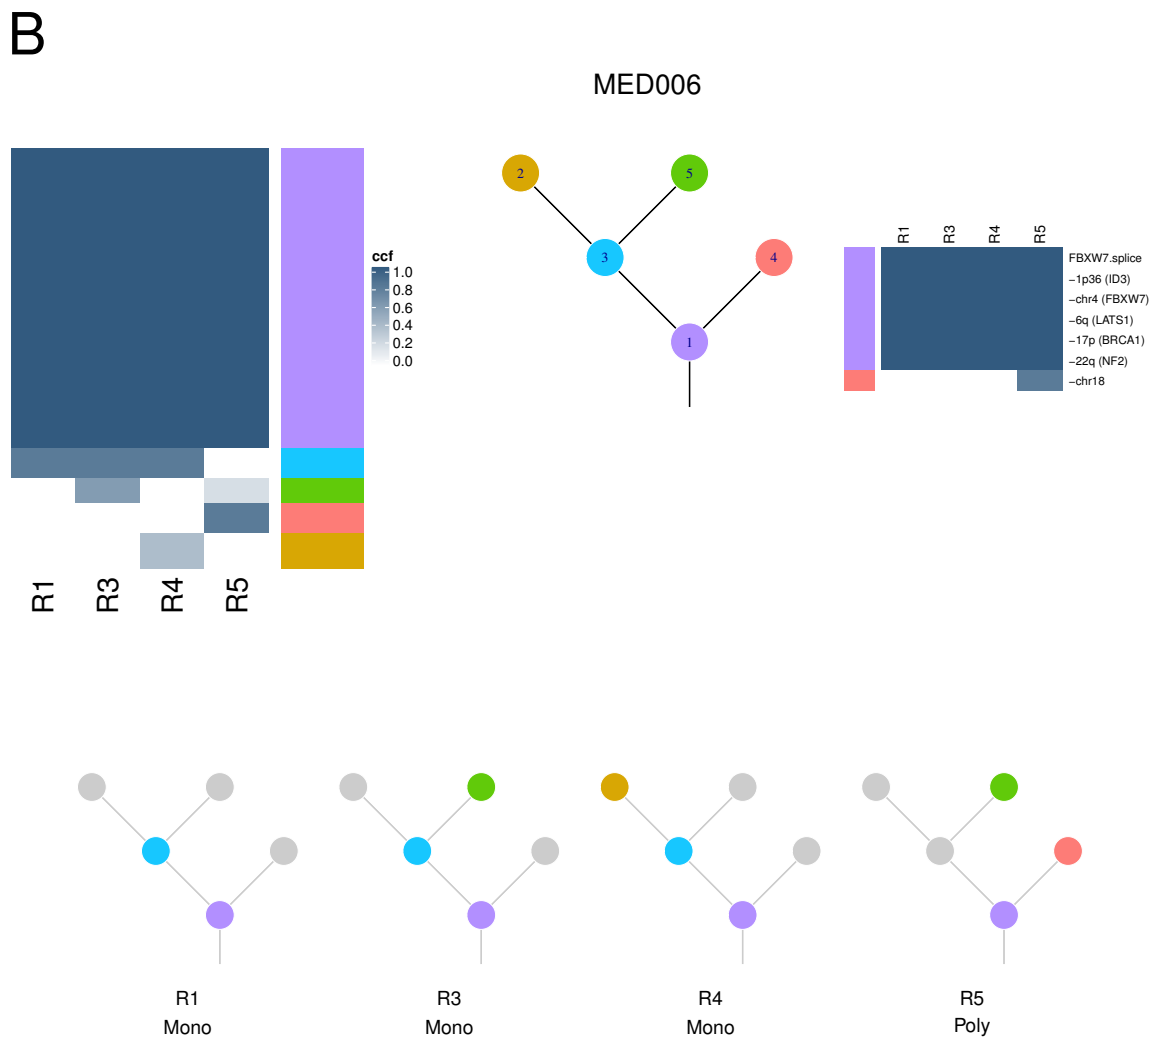 B
MED006
2
5
3
4
1
ccf
1.0
0.8
0.6
0.4
0.2
0.0
R1 R3 R4 R5
R1 R3 R4 R5
FBXW7.splice
−1p36 (ID3)
−chr4 (FBXW7)
−6q (LATS1)
−17p (BRCA1)
−22q (NF2)
−chr18
R1 R3 R4 R5
Mono Mono Mono Poly